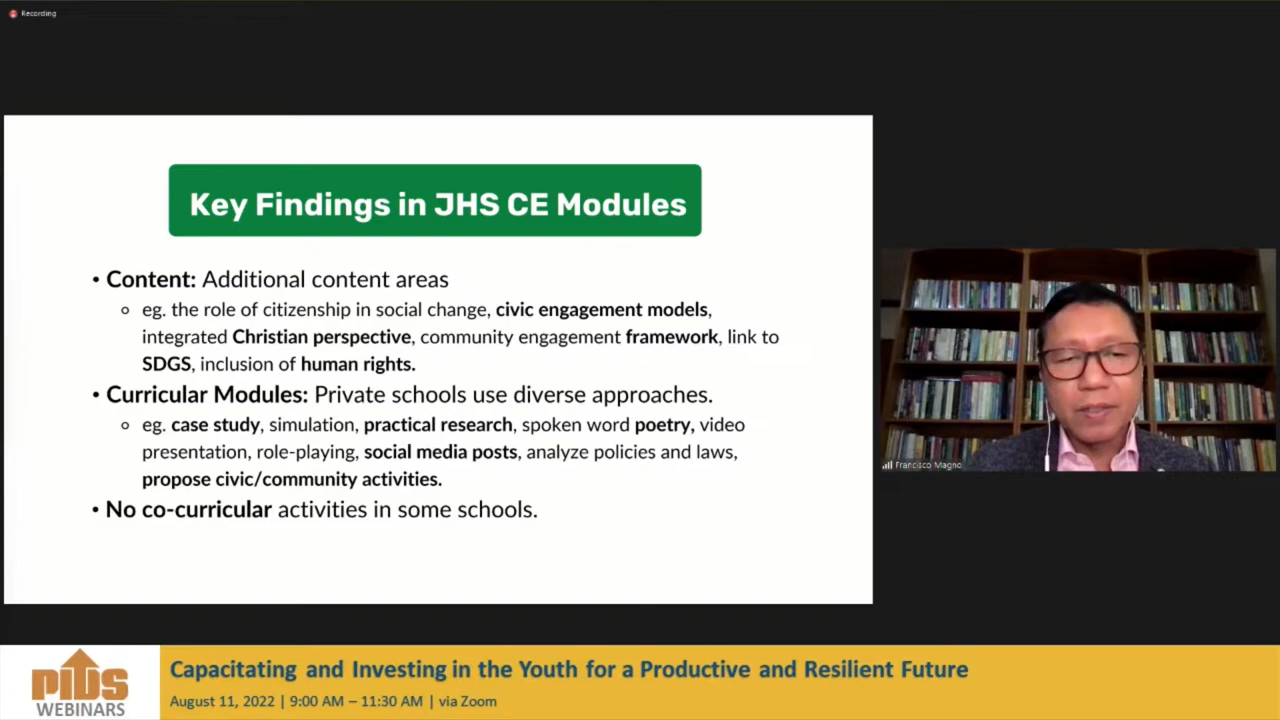 Recording
Key Findings in JHS CE Modules
• Content: Additional content areas
eg. the role of citizenship in social change, civic engagement models,
integrated Christian perspective, community engagement framework, link to
SDGS, inclusion of human rights.
• Curricular Modules: Private schools use diverse approaches.
eg. case study, simulation, practical research, spoken word poetry, video
presentation, role-playing, social media posts, analyze policies and laws,
propose civic/community activities.
• No co-curricular activities in some schools.
Francisco Magno
PIDS
WEBINARS
Capacitating and Investing in the Youth for a Productive and Resilient Future
August 11, 2022 | 9:00 AM – 11:30 AM | via Zoom